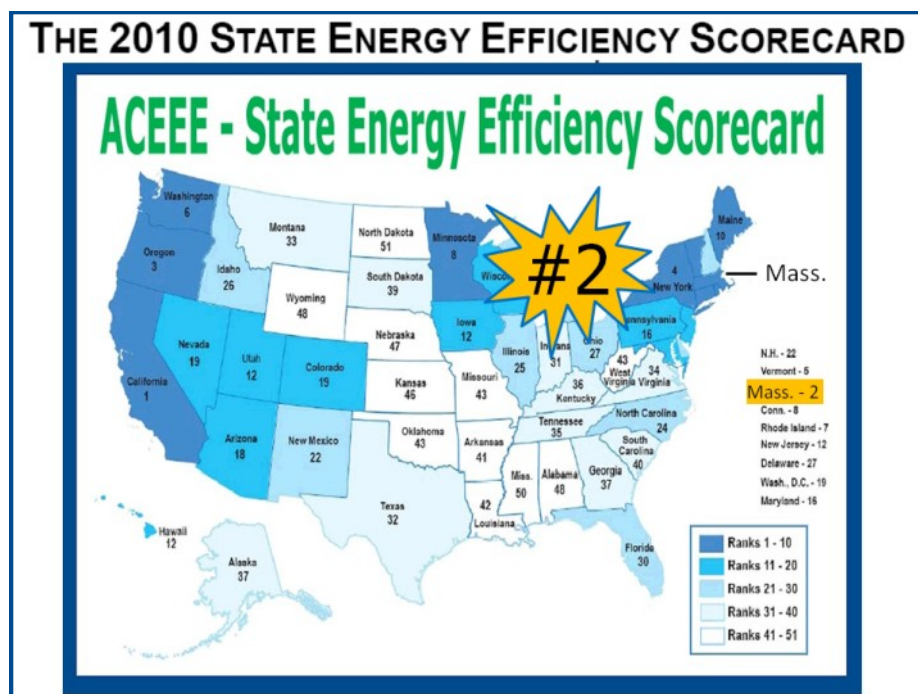 THE 2010 STATE ENERGY EFFICIENCY SCORECARD
ACEEE - State Energy Efficiency Scorecard
Washington
6
Oregon
3
California
1
Nevada
19
Idaho
26
Montana
33
Wyoming
48
Utah
12
Colorado
19
Arizona
18
New Mexico
22
North Dakota
51
South Dakota
39
Nebraska
47
Kansas
46
Oklahoma
43
Texas
32
Minnesota
8
Iowa
12
Missouri
43
Arkansas
41
42
Louisiana
Illinois
25
31
Ohio
27
36
Kentucky
Tennessee
35
Miss.
50
Alabama
48
Georgia
37
Florida
30
South
Carolina
40
North Carolina
24
34
Virginia
43
West
Virginia
Pennsylvania
16
4
New York
Maine
10
Hawaii
12
Alaska
37
#2
Mass.
N.H. - 22
Vermont - 5
Mass. - 2
Conn. - 8
Rhode Island - 7
New Jersey - 12
Delaware - 27
Wash., D.C. - 19
Maryland - 16
Ranks 1 - 10
Ranks 11 - 20
Ranks 21 - 30
Ranks 31 - 40
Ranks 41 - 51